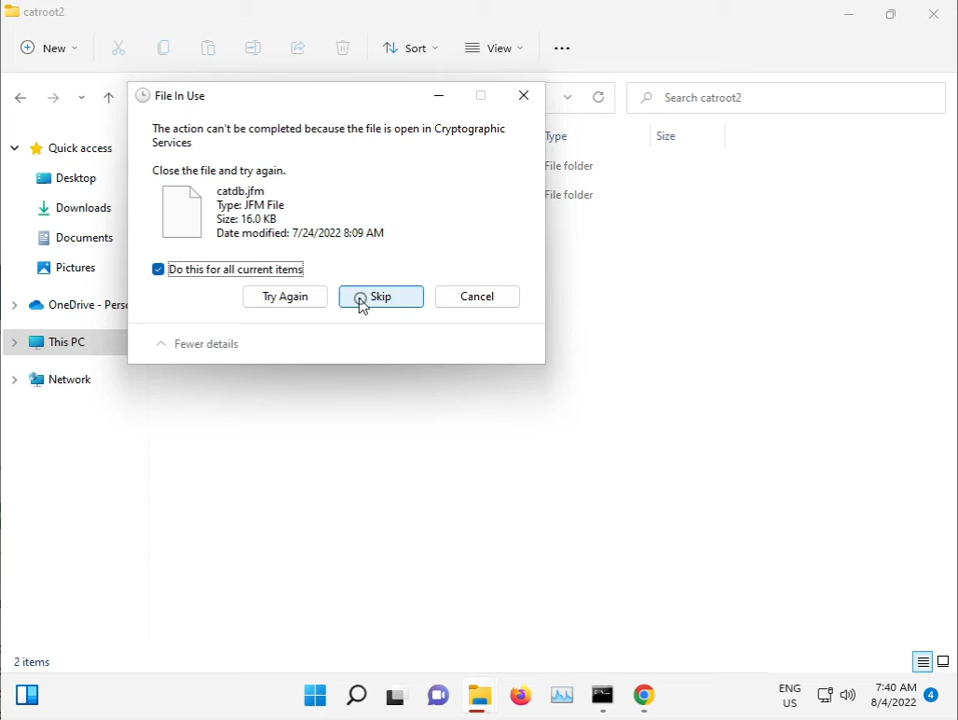 catroot2
New
Sort
View
File In Use
Search catroot2
The action can't be completed because the file is open in Cryptographic
Services
Type
Size
Quick access
Close the file and try again.
File folder
Desktop
catdb.jfm
Type: JFM File
Size: 16.0 KB
Date modified: 7/24/2022 8:09 AM
File folder
Downloads
Documents
Pictures
Do this for all current items
Try Again
Skip
Cancel
OneDrive - Perso
This PC
Fewer details
Network
2 items
ENG
US
7:40 AM
8/4/2022
4